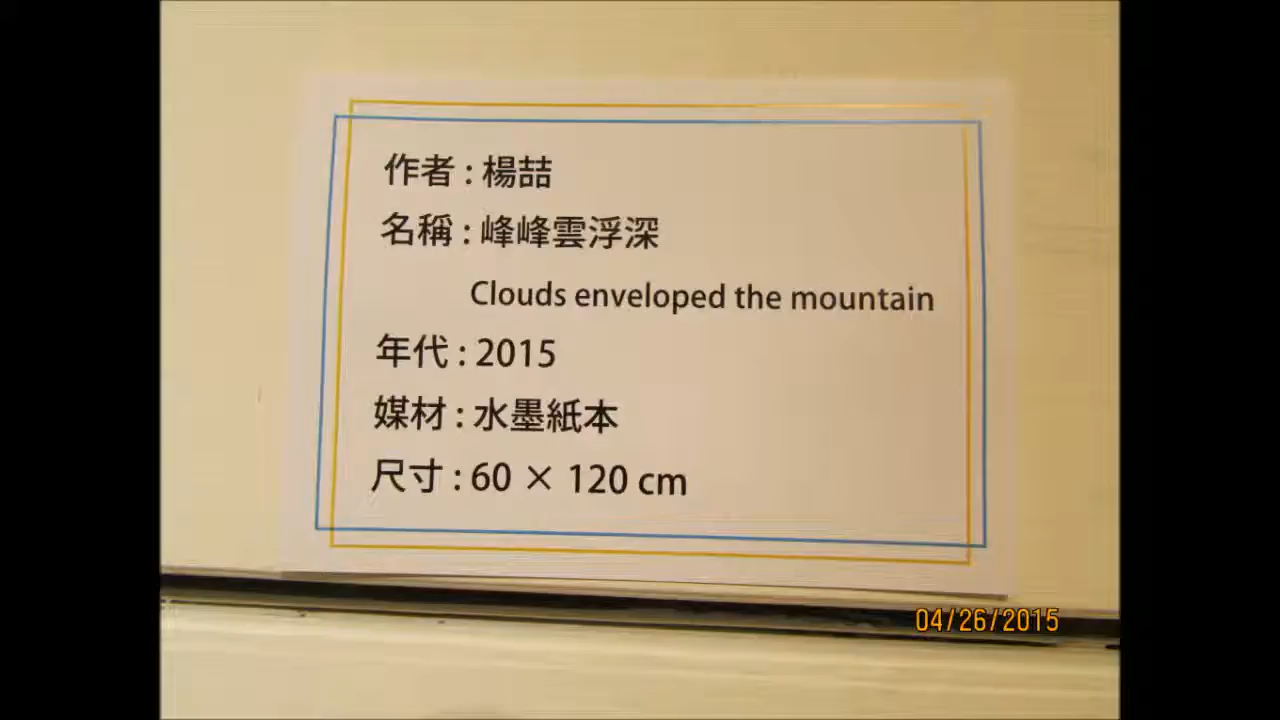 作者 : 楊喆
名稱 : 峰峰雲浮深
Clouds enveloped the mountain
年代 : 2015
媒材 : 水墨紙本
尺寸 : 60 × 120 cm
04/26/2015